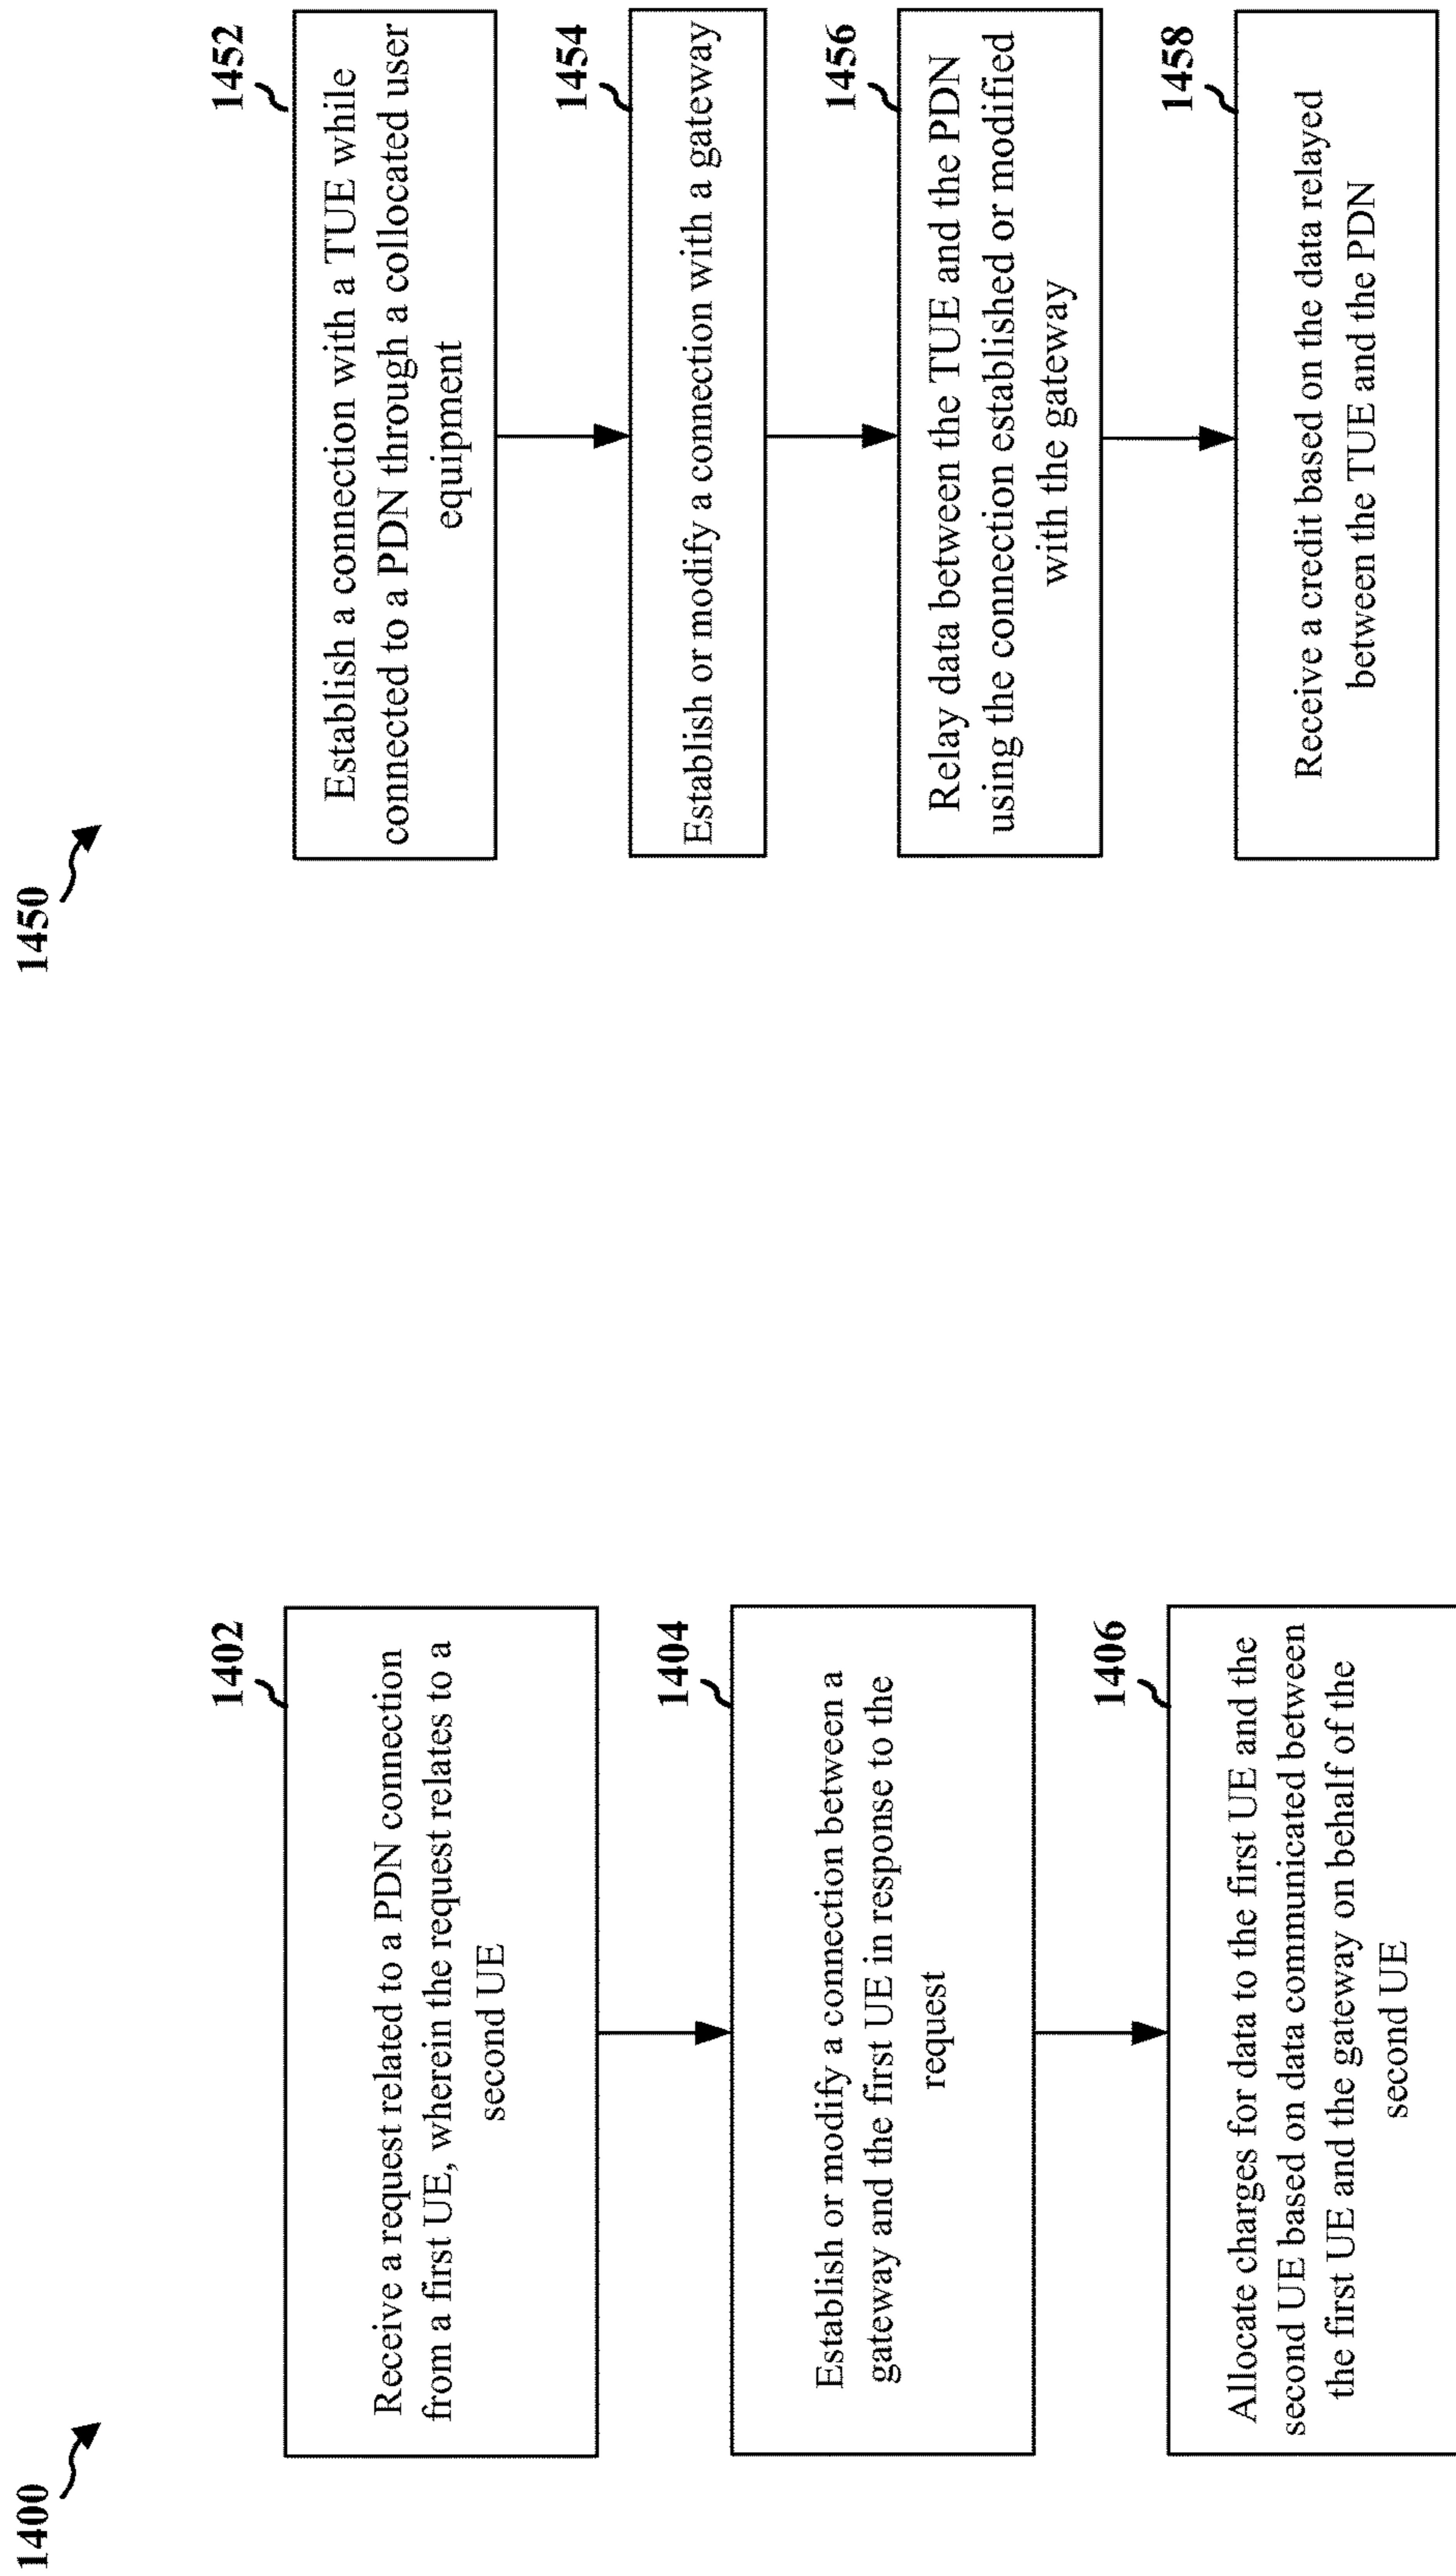 1400
1402
Receive a request related to a PDN connection
from a first UE, wherein the request relates to a
second UE
1404
Establish or modify a connection between a
gateway and the first UE in response to the
request
1406
Allocate charges for data to the first UE and the
second UE based on data communicated between
the first UE and the gateway on behalf of the
second UE
1450
1452
Establish a connection with a TUE while
connected to a PDN through a collocated user
equipment
1454
Establish or modify a connection with a gateway
1456
Relay data between the TUE and the PDN
using the connection established or modified
with the gateway
1458
Receive a credit based on the data relayed
between the TUE and the PDN